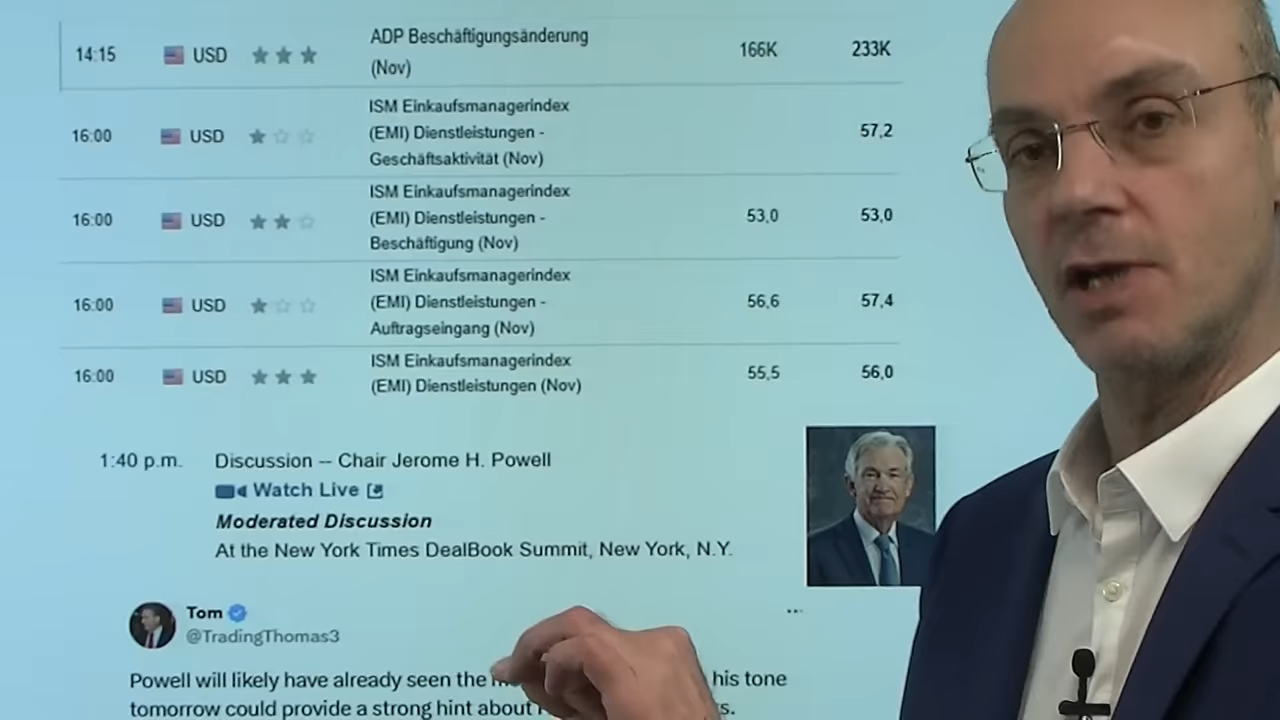 14:15 USD ADP Beschäftigungsänderung 166K 233K
(Nov)
16:00 USD ISM Einkaufsmanagerindex
(EMI) Dienstleistungen - 57,2
Geschäftsaktivität (Nov)
16:00 USD ISM Einkaufsmanagerindex
(EMI) Dienstleistungen - 53,0 53,0
Beschäftigung (Nov)
16:00 USD ISM Einkaufsmanagerindex
(EMI) Dienstleistungen - 56,6 57,4
Auftragseingang (Nov)
16:00 USD ISM Einkaufsmanagerindex 55,5 56,0
(EMI) Dienstleistungen (Nov)
1:40 p.m. Discussion -- Chair Jerome H. Powell
Watch Live
Moderated Discussion
At the New York Times DealBook Summit, New York, N.Y.
Tom
@TradingThomas3
Powell will likely have already seen the his tone
tomorrow could provide a strong hint about